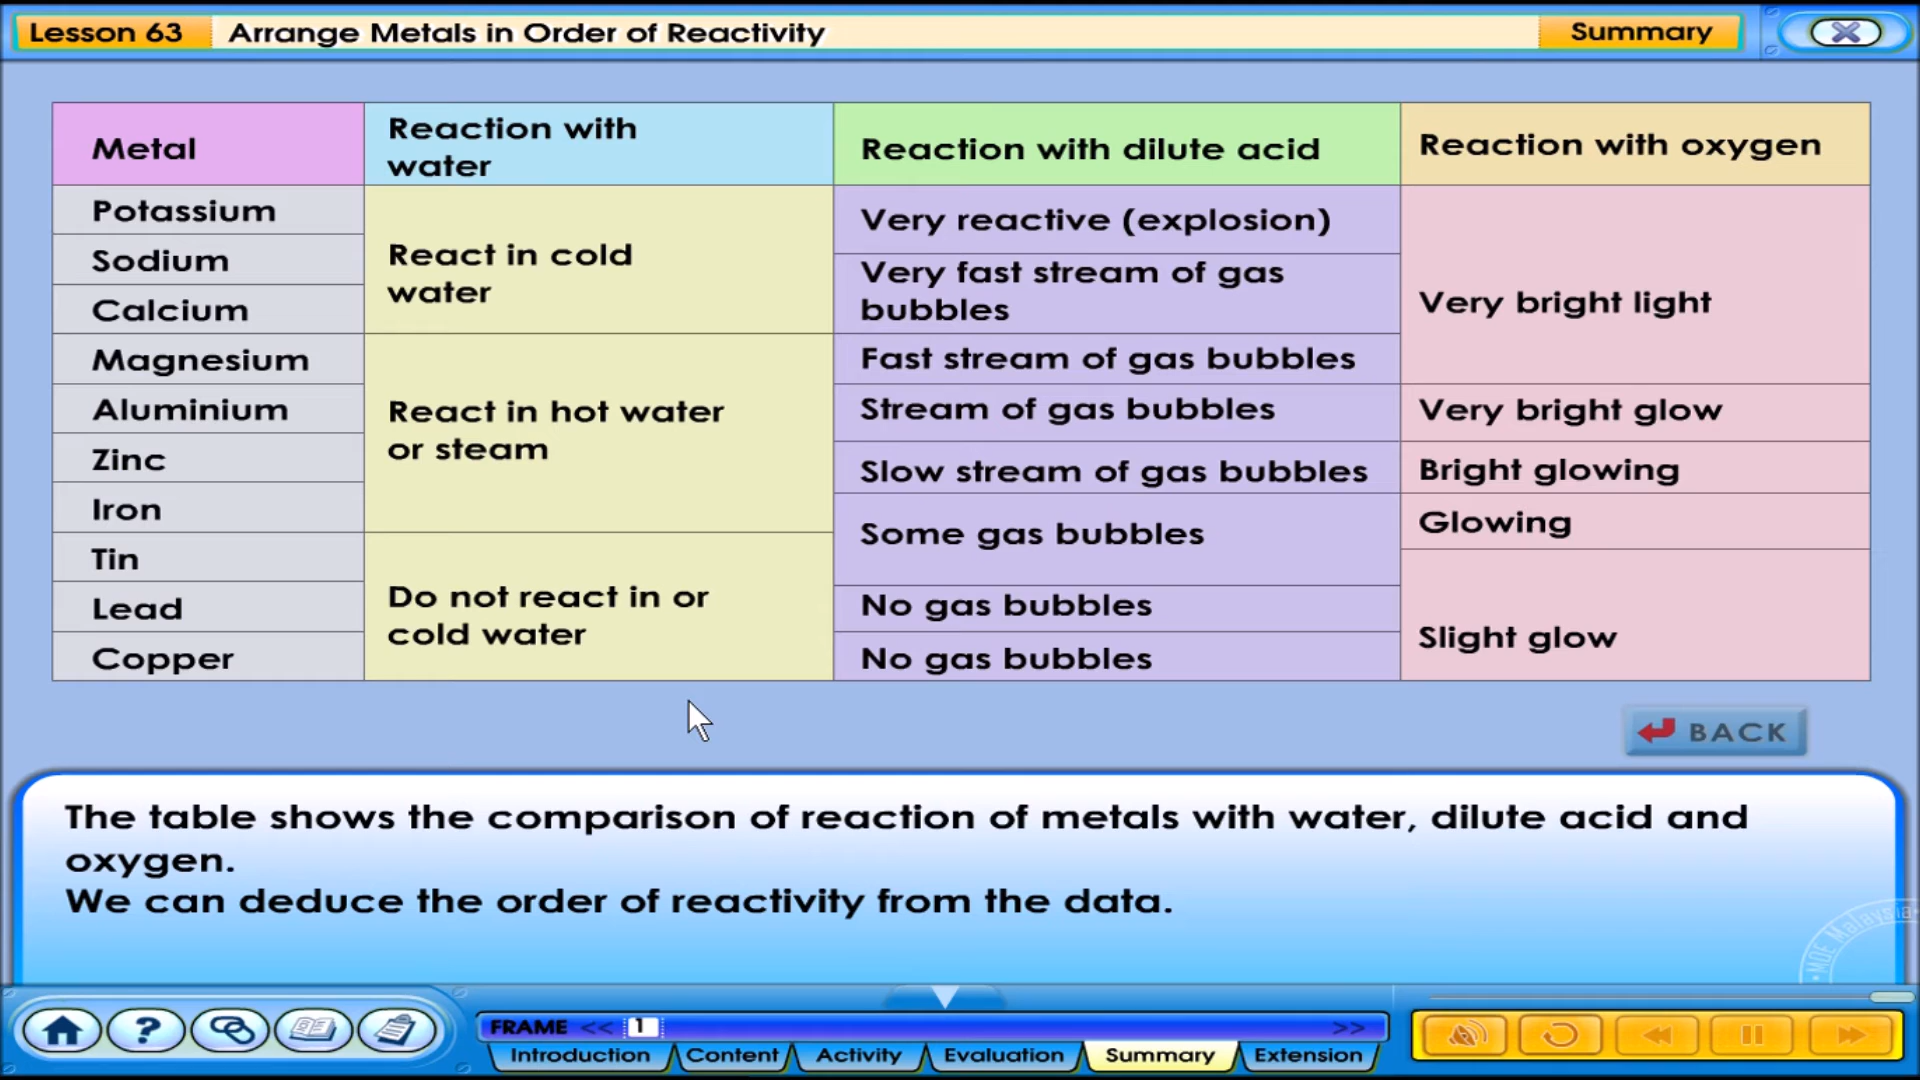 Lesson 63
Arrange Metals in Order of Reactivity
Summary
Metal
Reaction with
water
Reaction with dilute acid
Reaction with oxygen
Potassium
Sodium
Calcium
Magnesium
Aluminium
Zinc
Iron
Tin
Lead
Copper
React in cold
water
React in hot water
or steam
Do not react in or
cold water
Very reactive (explosion)
Very fast stream of gas
bubbles
Fast stream of gas bubbles
Stream of gas bubbles
Slow stream of gas bubbles
Some gas bubbles
No gas bubbles
No gas bubbles
Very bright light
Very bright glow
Bright glowing
Glowing
Slight glow
BACK
The table shows the comparison of reaction of metals with water, dilute acid and
oxygen.
We can deduce the order of reactivity from the data.
MOE Malaysia
?
FRAME << 1 >>
Introduction
Content
Activity
Evaluation
Summary
Extension